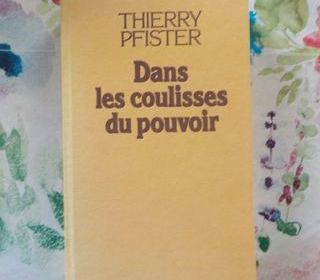 THIERRY
PFISTER
Dans
les coulisses
du pouvoir